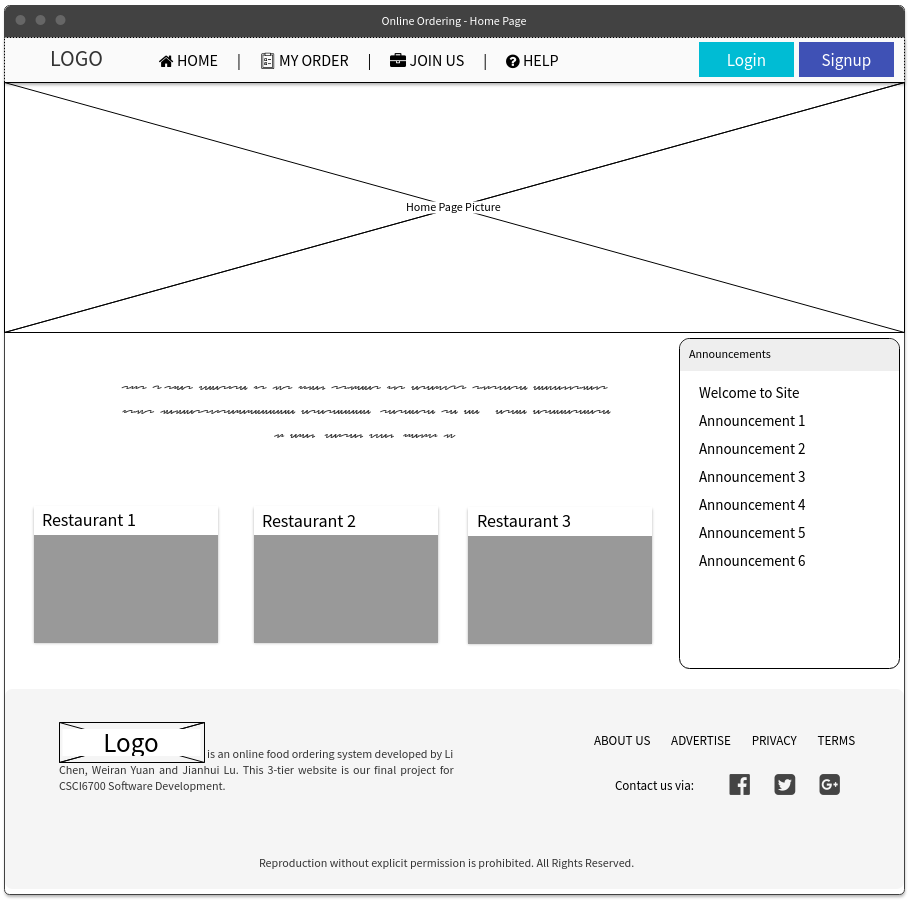 Online Ordering - Home Page
LOGO HOME | MY ORDER | JOIN US | HELP Login Signup
Home Page Picture
Announcements
Welcome to Site
Announcement 1
Announcement 2
Announcement 3
Announcement 4
Announcement 5
Announcement 6
Restaurant 1 Restaurant 2 Restaurant 3
Logo is an online food ordering system developed by Li
Chen, Weiran Yuan and Jianhui Lu. This 3-tier website is our final project for
CSCI6700 Software Development.
ABOUT US ADVERTISE PRIVACY TERMS
Contact us via:
Reproduction without explicit permission is prohibited. All Rights Reserved.